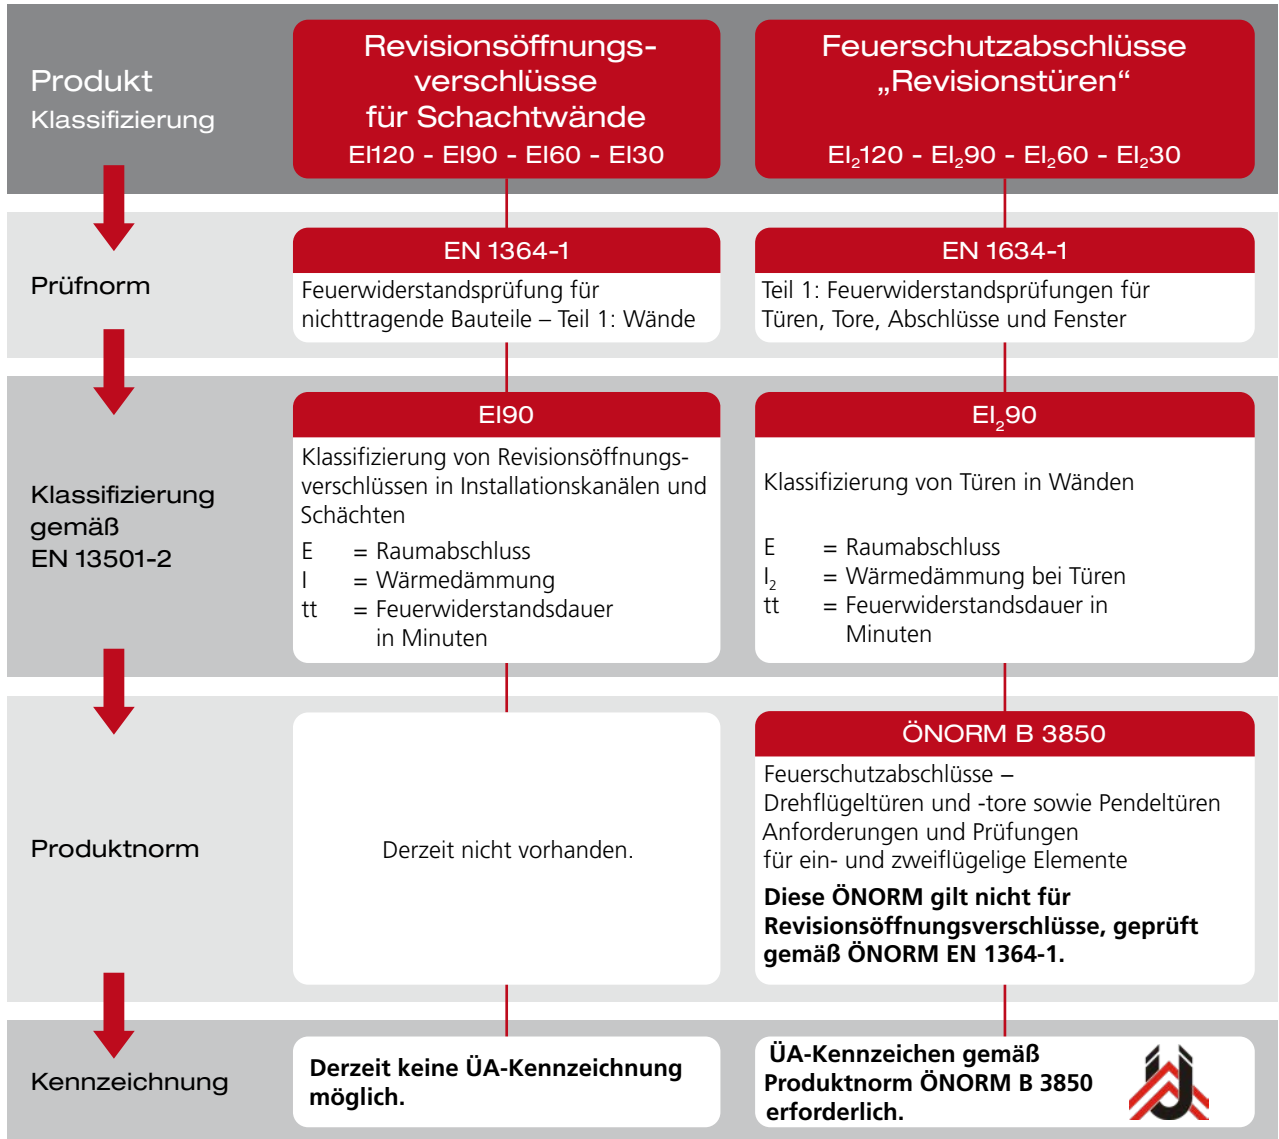 Produkt
Klassifizierung
Revisionsöffnungs-
verschlüsse
für Schachtwände
EI120 - EI90 - EI60 - EI30
Feuerschutzabschlüsse
„Revisionstüren“
EI₂120 - EI₂90 - EI₂60 - EI₂30
Prüfnorm
EN 1364-1
Feuerwiderstandsprüfung für
nichttragende Bauteile – Teil 1: Wände
EN 1634-1
Teil 1: Feuerwiderstandsprüfungen für
Türen, Tore, Abschlüsse und Fenster
Klassifizierung
gemäß
EN 13501-2
EI90
Klassifizierung von Revisionsöffnungs-
verschlüssen in Installationskanälen und
Schächten
E = Raumabschluss
I = Wärmedämmung
tt = Feuerwiderstandsdauer
in Minuten
EI₂90
Klassifizierung von Türen in Wänden
E = Raumabschluss
I₂ = Wärmedämmung bei Türen
tt = Feuerwiderstandsdauer in
Minuten
Produktnorm
Derzeit nicht vorhanden.
ÖNORM B 3850
Feuerschutzabschlüsse –
Drehflügeltüren und -tore sowie Pendeltüren
Anforderungen und Prüfungen
für ein- und zweiflügelige Elemente
Diese ÖNORM gilt nicht für
Revisionsöffnungsverschlüsse, geprüft
gemäß ÖNORM EN 1364-1.
Kennzeichnung
Derzeit keine ÜA-Kennzeichnung
möglich.
ÜA-Kennzeichen gemäß
Produktnorm ÖNORM B 3850
erforderlich.